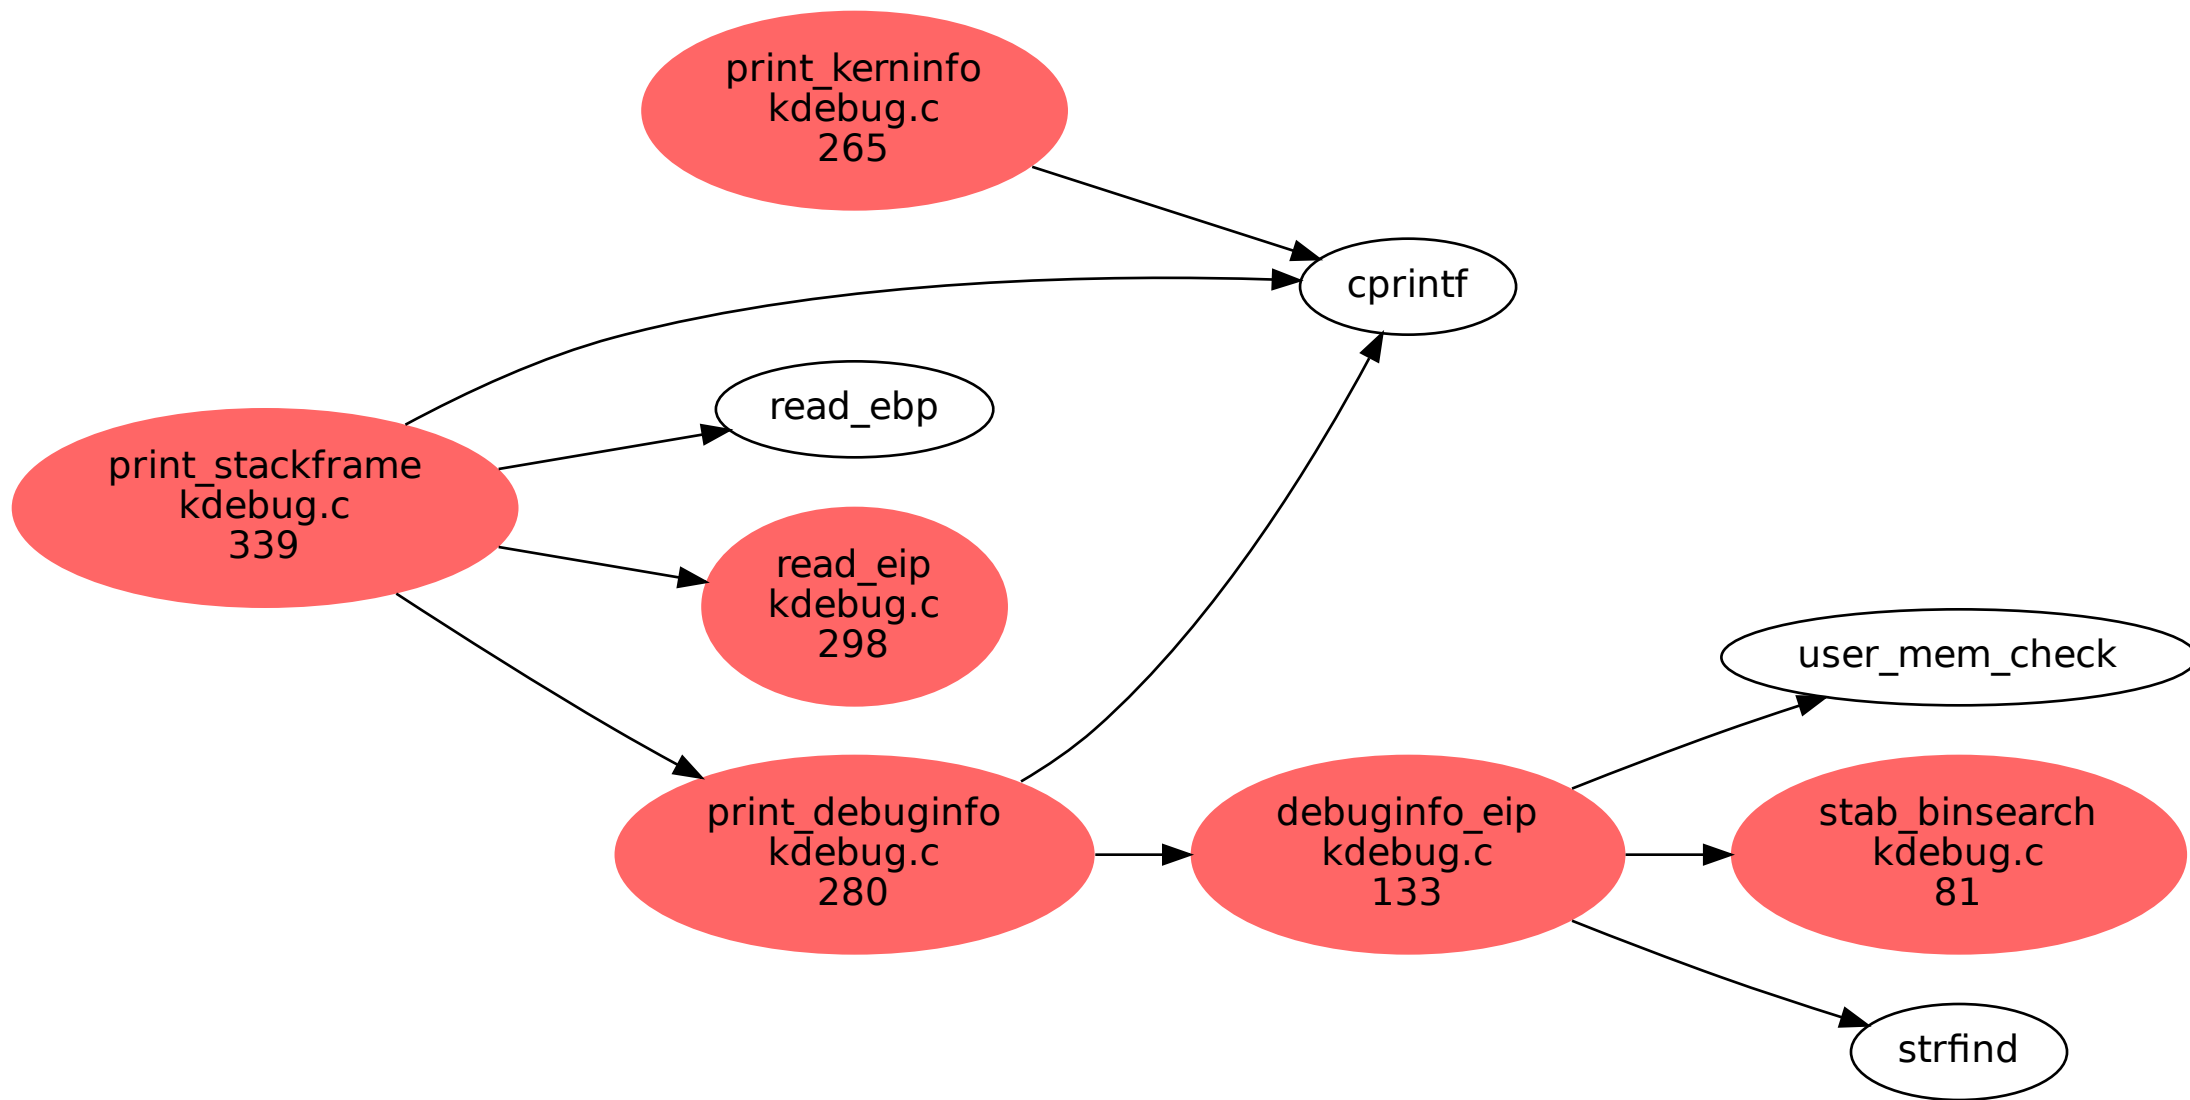 print_kerninfo
kdebug.c
265
cprintf
read_ebp
print_stackframe
kdebug.c
339
read_eip
kdebug.c
298
user_mem_check
print_debuginfo
kdebug.c
280
debuginfo_eip
kdebug.c
133
stab_binsearch
kdebug.c
81
strfind